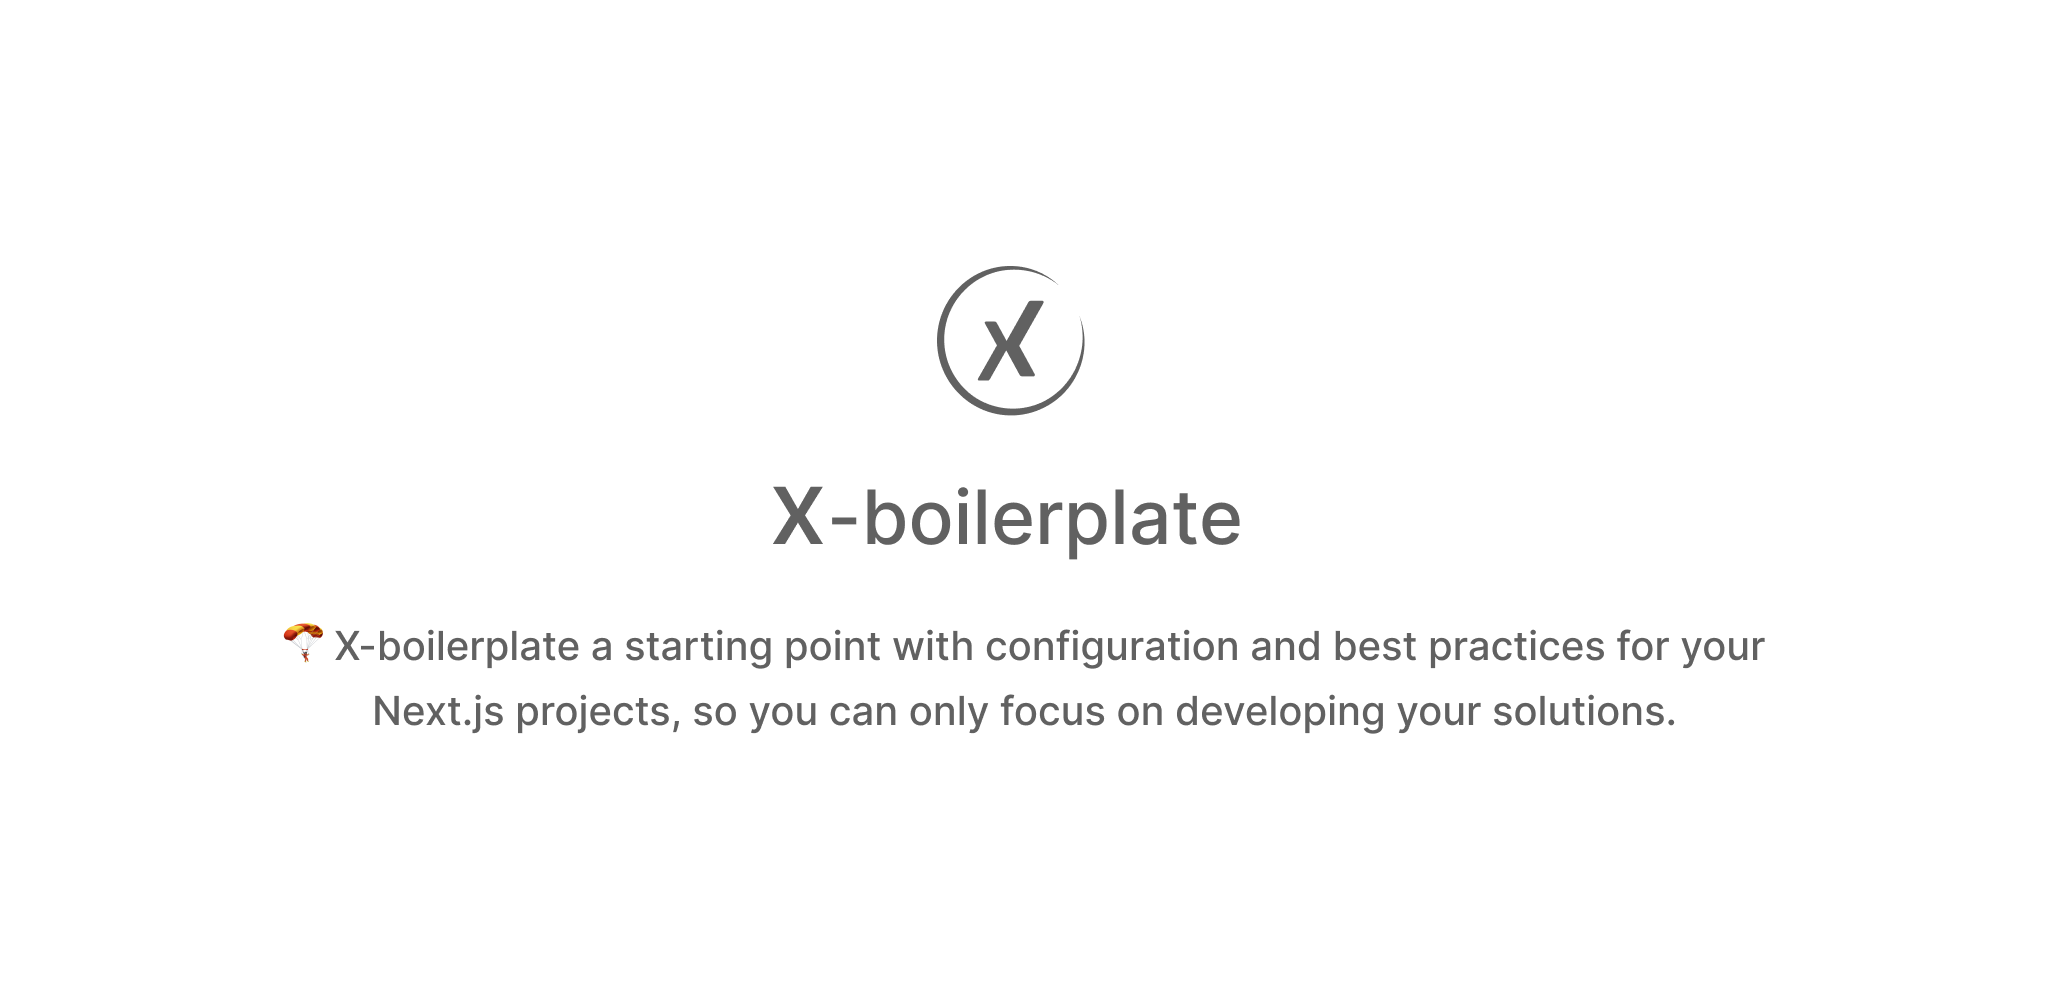 X
X-boilerplate
🪂 X-boilerplate a starting point with configuration and best practices for your
Next.js projects, so you can only focus on developing your solutions.